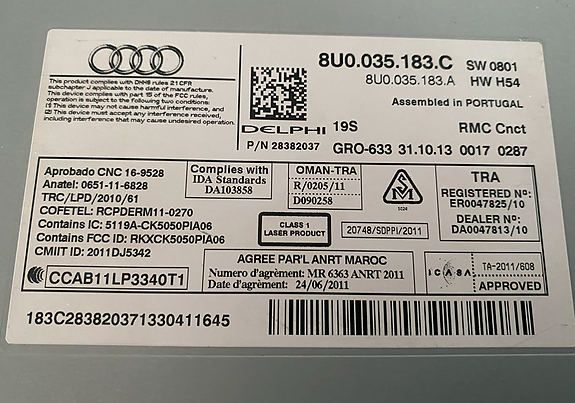 8U0.035.183.C SW 0801
8U0.035.183.A HW H54
Assembled in PORTUGAL
This product complies with DHHS rules 21 CFR
subchapter J applicable to the date of manufacture.
This device complies with part 15 of the FCC rules,
operation is subject to the following two conditions:
(1) This device may not cause harmful interference, and
(2) This device must accept any interference received,
including interference that may cause undesired operation
DELPHI 19S RMC Cnct
P/N 28382037 GRO-633 31.10.13 0017 0287
Aprobado CNC 16-9528
Anatel: 0651-11-6828
TRC/LPD/2010/61
COFETEL: RCPDERM11-0270
Contains IC: 5119A-CK5050PIA06
Contains FCC ID: RKXCK5050PIA06
CMIIT ID: 2011DJ5342
CCAB11LP3340T1
Complies with
IDA Standards
DA103858
OMAN-TRA
R/0205/11
D090258
CLASS 1
LASER PRODUCT
S
M
1024
20748/SDPPI/2011
TRA
REGISTERED No:
ER0047825/10
DEALER No:
DA0047813/10
AGREE PAR'L ANRT MAROC
Numero d'agrèment: MR 6363 ANRT 2011
Date d'agrèment: 24/06/2011
ICASA
TA-2011/608
APPROVED
183C283820371330411645